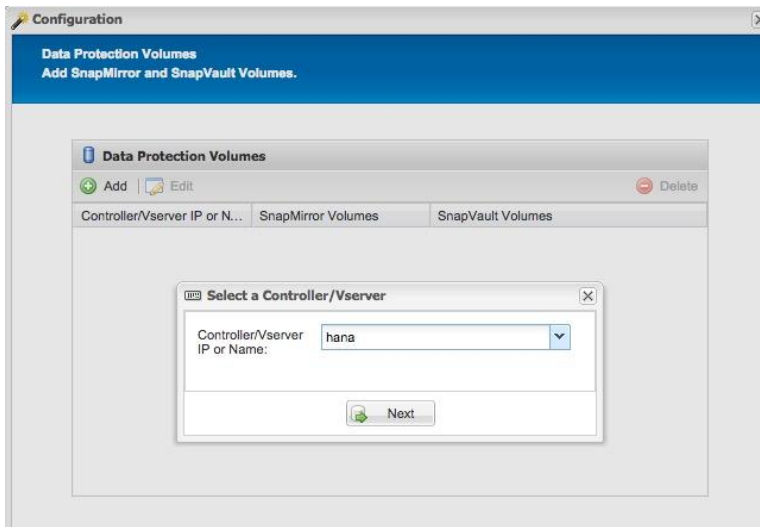 Configuration
Data Protection Volumes
Add SnapMirror and SnapVault Volumes.
Data Protection Volumes
Add Edit Delete
Controller/Vserver IP or N... SnapMirror Volumes SnapVault Volumes
Select a Controller/Vserver
Controller/Vserver hana
IP or Name:
Next